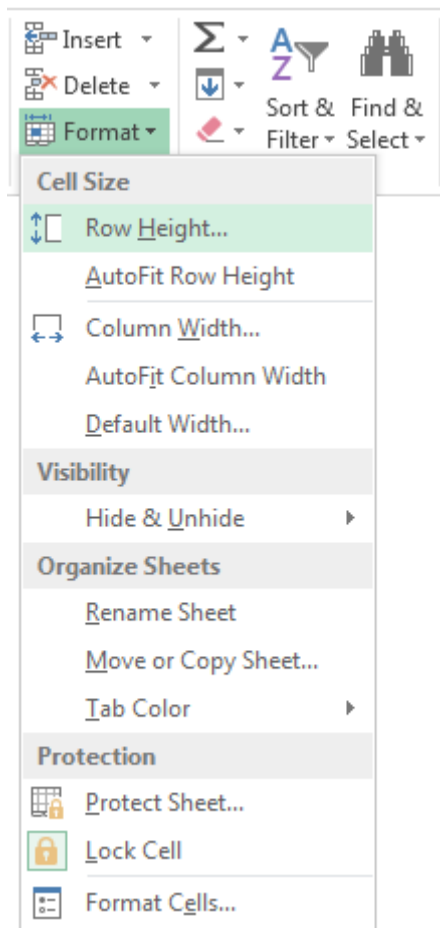 Insert
Delete
Format
Σ
A
Z
Sort &
Filter
Find &
Select
Cell Size
Row Height...
AutoFit Row Height
Column Width...
AutoFit Column Width
Default Width...
Visibility
Hide & Unhide
Organize Sheets
Rename Sheet
Move or Copy Sheet...
Tab Color
Protection
Protect Sheet...
Lock Cell
Format Cells...